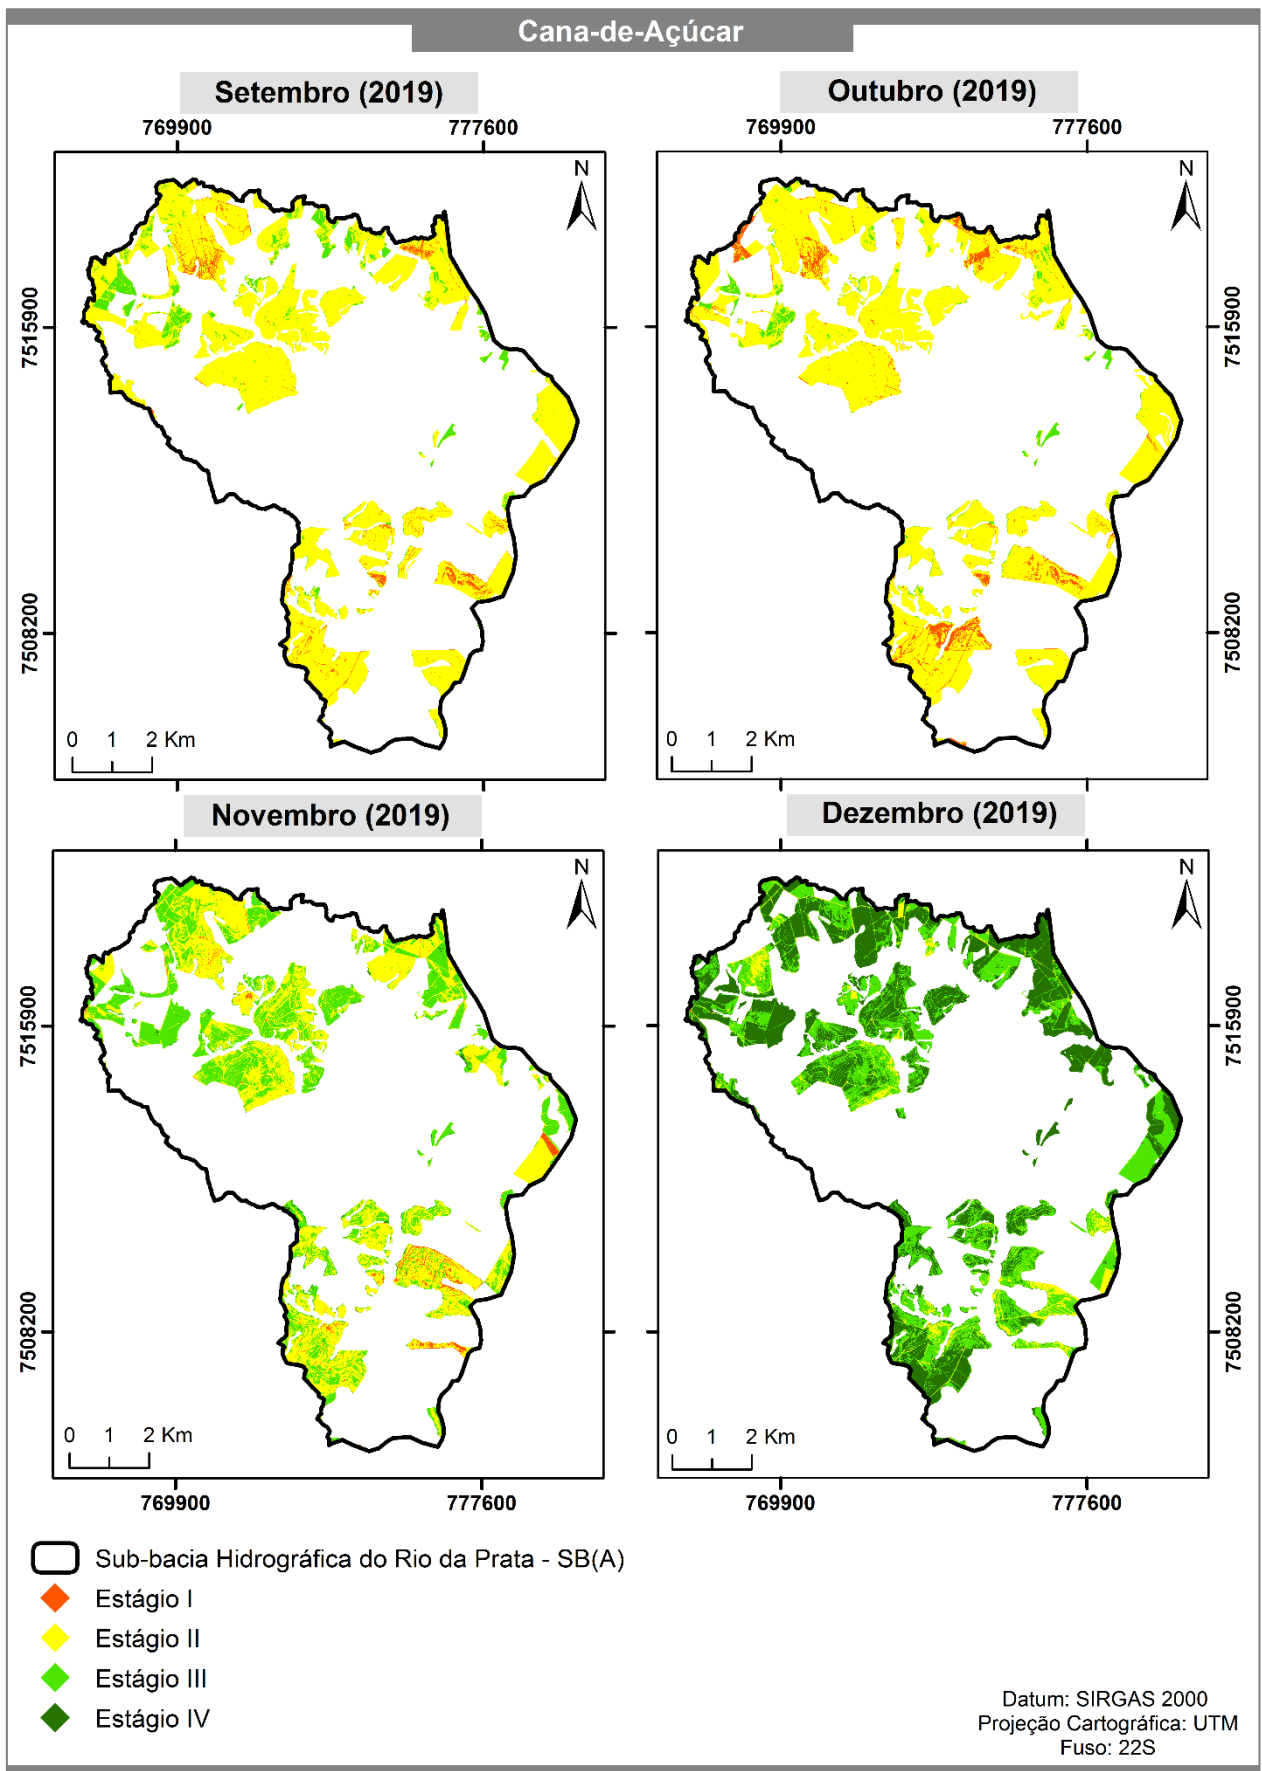 Cana-de-Açúcar
Setembro (2019)
Outubro (2019)
769900
777600
769900
777600
N
N
7515900
7515900
7508200
7508200
0 1 2 Km
0 1 2 Km
Novembro (2019)
Dezembro (2019)
N
N
7515900
7515900
7508200
7508200
0 1 2 Km
0 1 2 Km
769900
777600
769900
777600
Sub-bacia Hidrográfica do Rio da Prata - SB(A)
Estágio I
Estágio II
Estágio III
Estágio IV
Datum: SIRGAS 2000
Projeção Cartográfica: UTM
Fuso: 22S